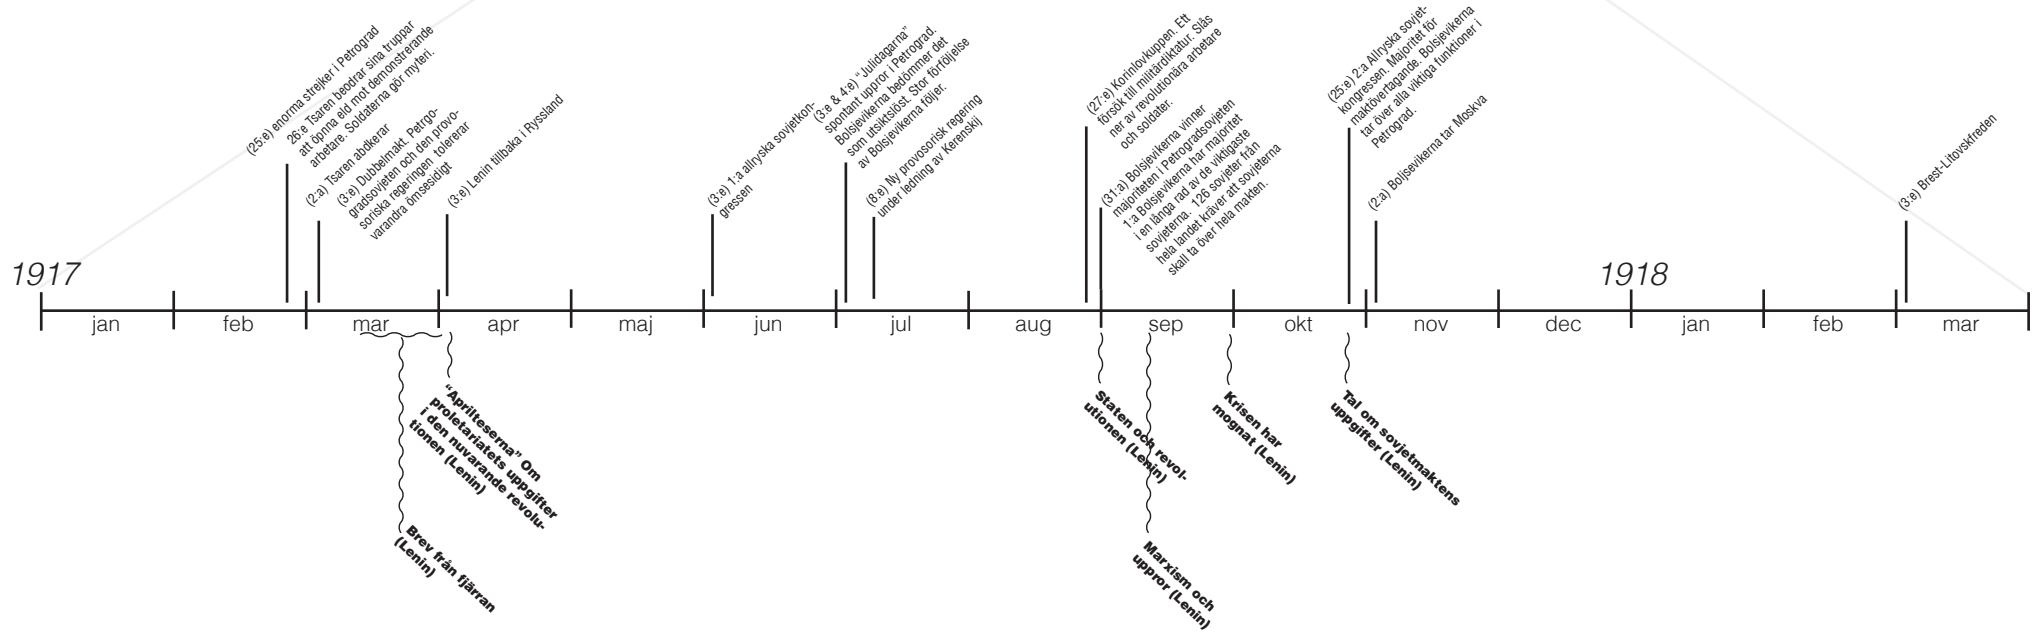 (25:e) enorma strejker i Petrograd
26:e Tsaren beodrar sina truppar
att öpnna eld mot demonstrerande
arbetare. Soldaterna gör myteri.
(2:a) Tsaren abdkerar
(3:e) Dubbelmakt. Petrogo-
gradsovjeten och den provo-
soriska regeringen tolererar
varandra ömsesidigt
(3:e) Lenin tillbaka i Ryssland
(3:e) 1:a allryska sovjetkon-
gressen
(3:e & 4:e) “Julidagarna”
spontant uppror i Petrograd.
Bolsjevikerna bedömmer det
som utsiktslöst. Stor förföljelse
av Bolsjevikerna följer.
(8:e) Ny provosorisk regering
under ledning av Kerenskij
(27:e) Korinlovkuppen. Ett
försök till militärdiktatur. Slås
ner av revolutionära arbetare
och soldater.
(31:a) Bolsjevikerna vinner
majoriteten i Petrogradsovjeten
1:a Bolsjevikerna har majoritet
i en långa rad av de viktigaste
sovjeterna. 126 sovjeter från
hela landet kräver att sovjeterna
skall ta över hela makten.
(25:e) 2:a Allryska sovjet-
kongressen. Majoritet för
maktövertagande. Bolsjevikerna
tar över alla viktiga funktioner i
Petrograd.
(2:a) Boljsevikerna tar Moskva
(3:e) Brest-Litovskfreden
1917
1918
jan
feb
mar
apr
maj
jun
jul
aug
sep
okt
nov
dec
jan
feb
mar
“Aprilteserna” Om
proletariatets uppgifter
i den nuvarande revolu-
tionen (Lenin)
Brev från fjärran
(Lenin)
Staten och revol-
utionen (Lenin)
Marxism och
uppror (Lenin)
Krisen har
mognat (Lenin)
Tal om sovjetmaktens
uppgifter (Lenin)